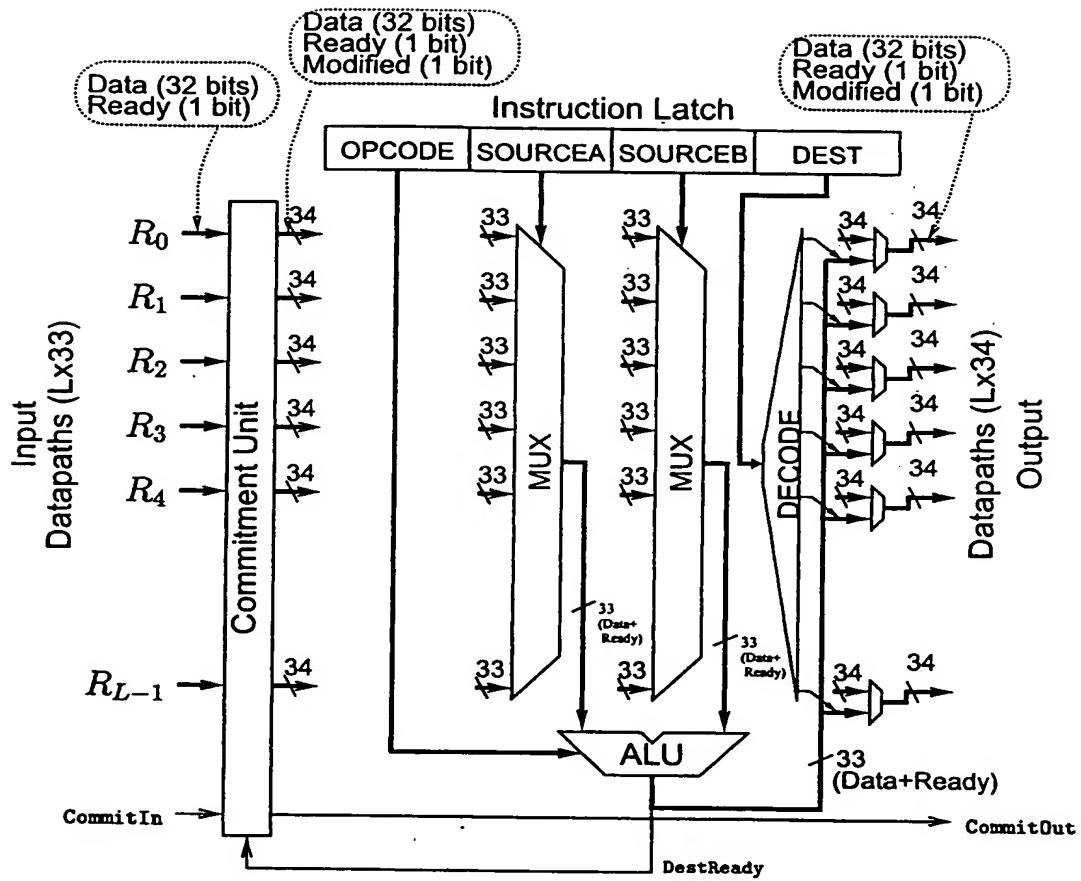 Data (32 bits)
Ready (1 bit)
Modified (1 bit)
Data (32 bits)
Ready (1 bit)
Modified (1 bit)
Data (32 bits)
Ready (1 bit)
Instruction Latch
OPCODE
SOURCEA
SOURCEB
DEST
Input
Datapaths (Lx33)
R0
R1
R2
R3
R4
RL−1
Commitment Unit
34
34
34
34
34
34
33
33
33
33
33
33
MUX
33
(Data+
Ready)
33
33
33
33
33
33
MUX
33
(Data+
Ready)
DECODE
34
34
34
34
34
34
34
34
34
34
34
34
Datapaths (Lx34)
Output
ALU
33
(Data+Ready)
CommitIn
CommitOut
DestReady